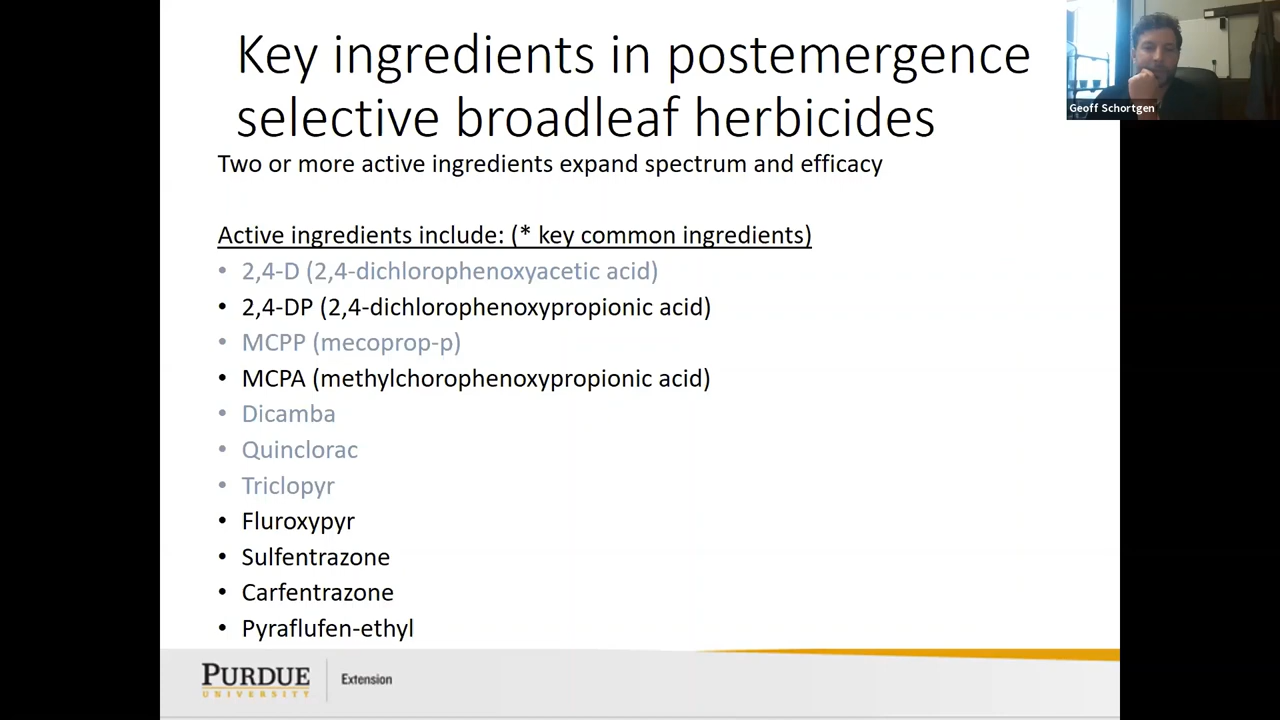 Key ingredients in postemergence
selective broadleaf herbicides
Two or more active ingredients expand spectrum and efficacy
Active ingredients include: (* key common ingredients)
• 2,4-D (2,4-dichlorophenoxyacetic acid)
• 2,4-DP (2,4-dichlorophenoxypropionic acid)
• MCPP (mecoprop-p)
• MCPA (methylchorophenoxypropionic acid)
• Dicamba
• Quinclorac
• Triclopyr
• Fluroxypyr
• Sulfentrazone
• Carfentrazone
• Pyraflufen-ethyl
PURDUE
UNIVERSITY
Extension
Geoff Schortgen